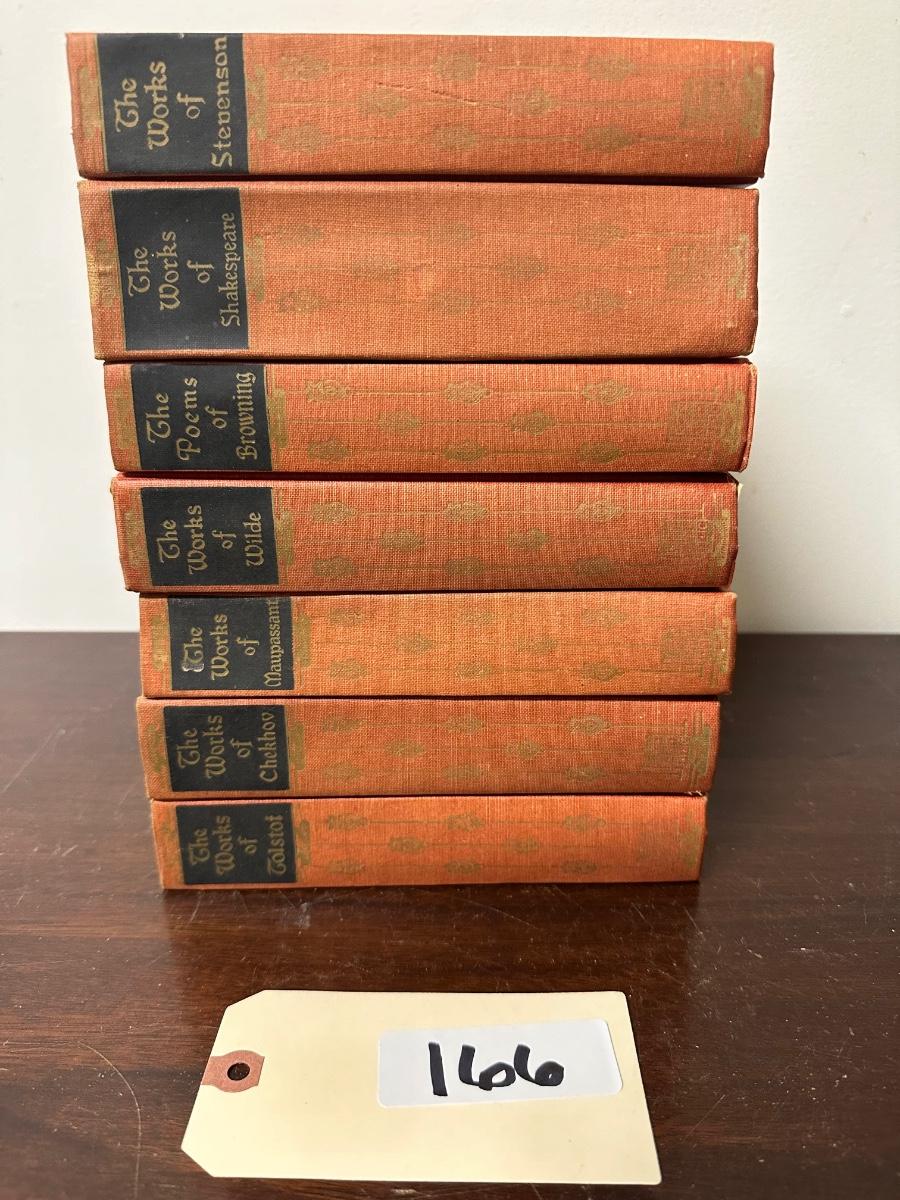 The
Works
of
Stevenson
The
Works
of
Shakespeare
The
Poems
of
Browning
The
Works
of
Wilde
The
Works
of
Maupassant
The
Works
of
Chekhov
The
Works
of
Tolstoi
166